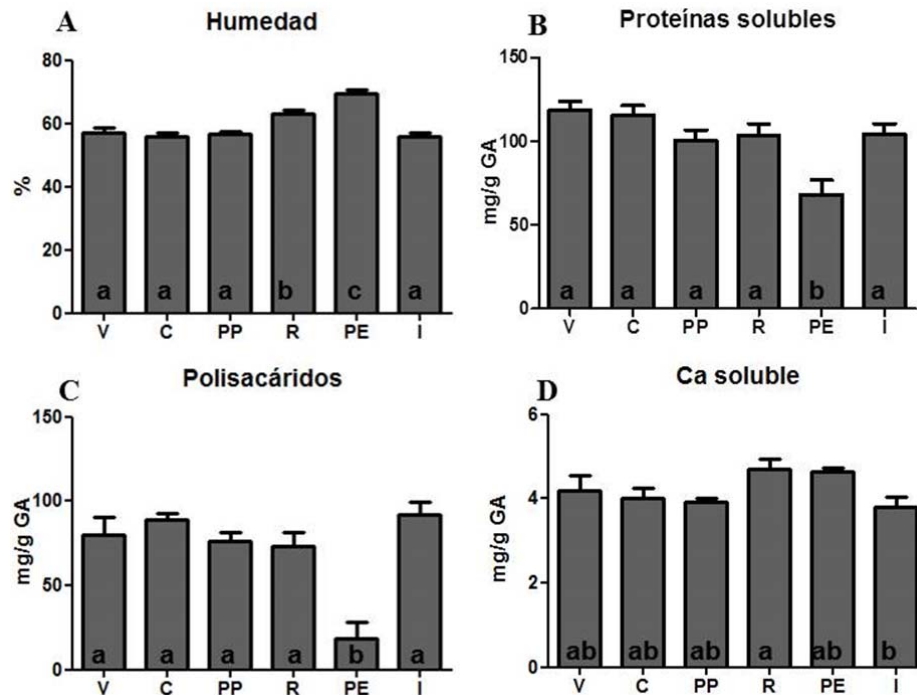 A
Humedad
80
60
40
20
0
%
a a a b c a
V C PP R PE I
B
Proteínas solubles
150
100
50
0
mg/g GA
a a a a b a
V C PP R PE I
C
Polisacáridos
150
100
50
0
mg/g GA
a a a a b a
V C PP R PE I
D
Ca soluble
6
4
2
0
mg/g GA
ab ab ab a ab b
V C PP R PE I